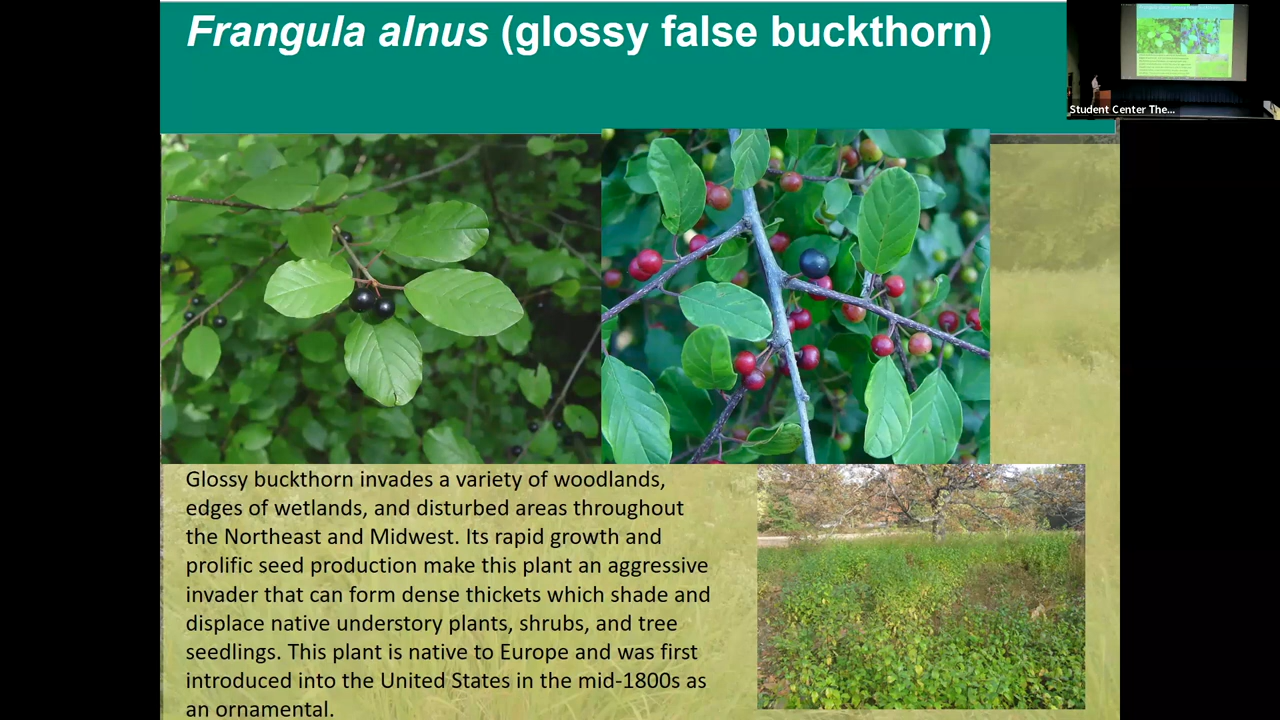 Frangula alnus (glossy false buckthorn)
Student Center The...
Glossy buckthorn invades a variety of woodlands,
edges of wetlands, and disturbed areas throughout
the Northeast and Midwest. Its rapid growth and
prolific seed production make this plant an aggressive
invader that can form dense thickets which shade and
displace native understory plants, shrubs, and tree
seedlings. This plant is native to Europe and was first
introduced into the United States in the mid-1800s as
an ornamental.